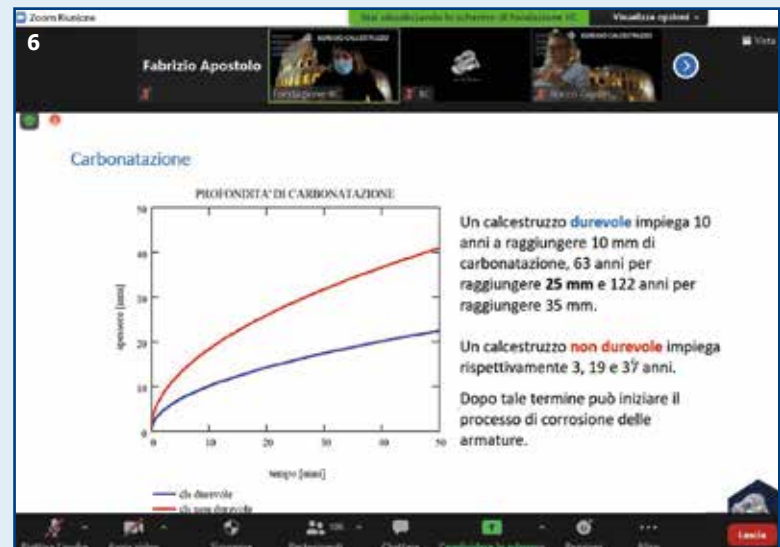 Zoom Riunione
Visualizza opzioni
6
Fabrizio Apostolo
Vista
Carbonatazione
PROFONDITA' DI CARBONATAZIONE
50
40
30
20
10
0
spessore [mm]
0 10 20 30 40 50
tempo [anni]
cls durevole
cls non durevole
Un calcestruzzo durevole impiega 10
anni a raggiungere 10 mm di
carbonatazione, 63 anni per
raggiungere 25 mm e 122 anni per
raggiungere 35 mm.
Un calcestruzzo non durevole impiega
rispettivamente 3, 19 e 37 anni.
Dopo tale termine può iniziare il
processo di corrosione delle
armature.
Lascia